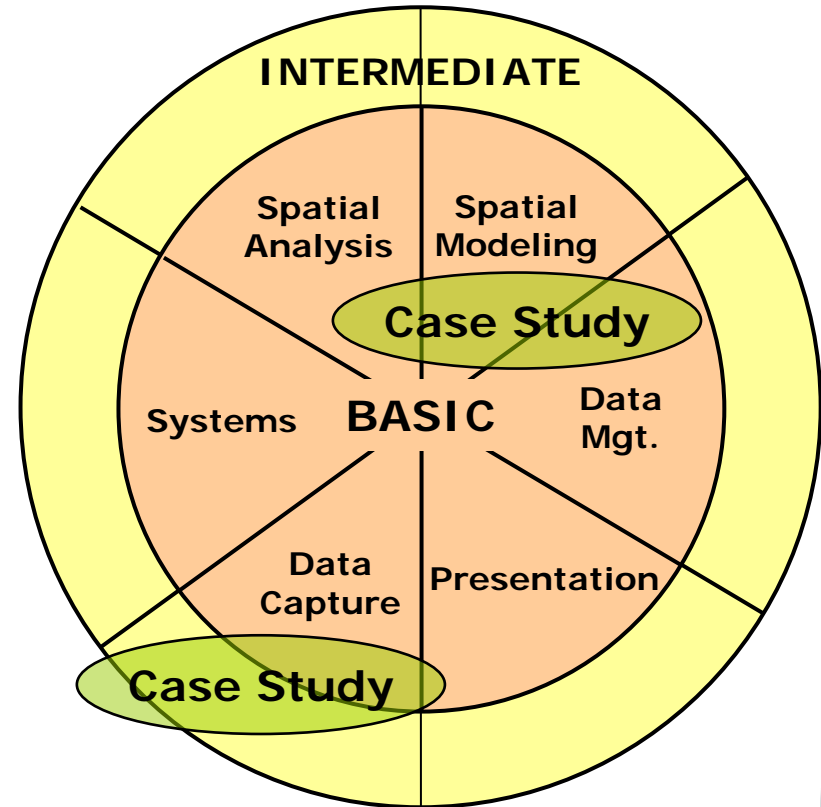 INTERMEDIATE
Spatial
Analysis
Spatial
Modeling
Case Study
Systems
BASIC
Data
Mgt.
Data
Capture
Presentation
Case Study